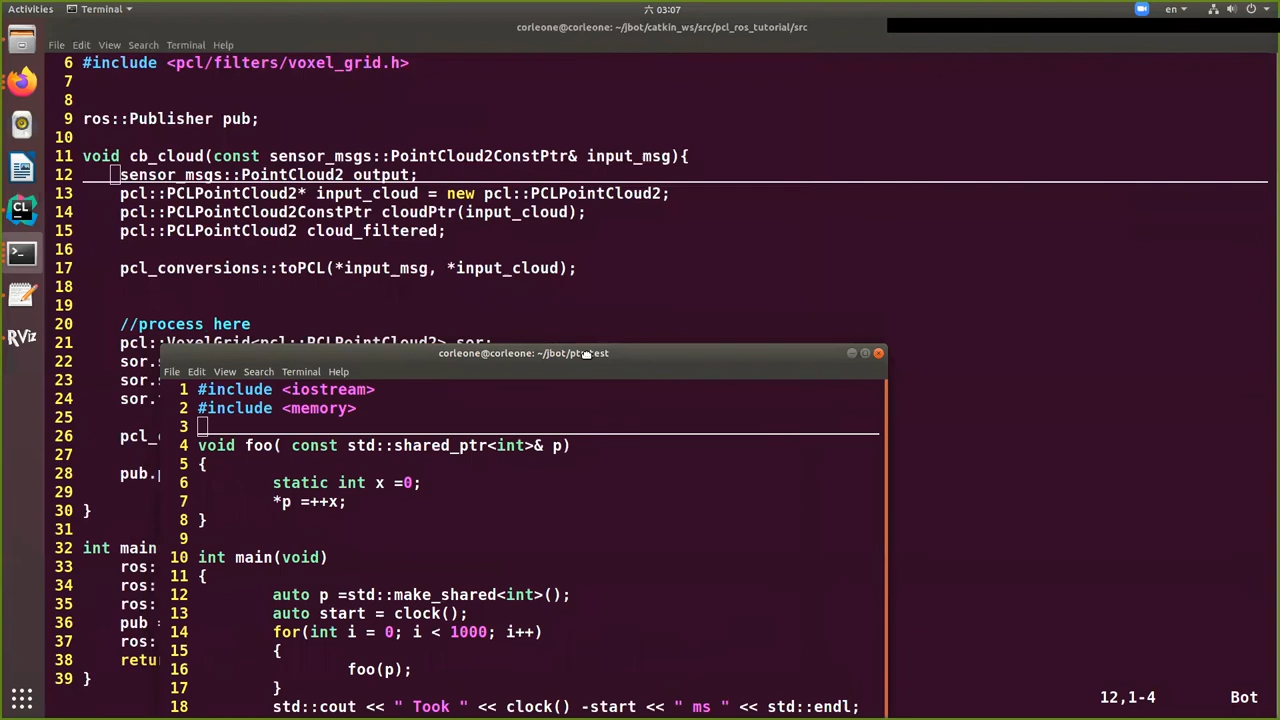 Activities
Terminal
六 03:07
en
corleone@corleone: ~/jbot/catkin_ws/src/pcl_ros_tutorial/src
File Edit View Search Terminal Help
6 #include <pcl/filters/voxel_grid.h>
7
8
9 ros::Publisher pub;
10
11 void cb_cloud(const sensor_msgs::PointCloud2ConstPtr& input_msg){
12 sensor_msgs::PointCloud2 output;
13 pcl::PCLPointCloud2* input_cloud = new pcl::PCLPointCloud2;
14 pcl::PCLPointCloud2ConstPtr cloudPtr(input_cloud);
15 pcl::PCLPointCloud2 cloud_filtered;
16
17 pcl_conversions::toPCL(*input_msg, *input_cloud);
18
19
20 //process here
21 pcl::VoxelGrid<pcl::PCLPointCloud2> sor;
22 sor.
23 sor.
24 sor.
25
26 pcl_
27
28 pub.
29
30 }
31
32 int main
33 ros:
34 ros:
35 ros:
36 pub =
37 ros:
38 retu
39 }
12,1-4 Bot
CL
RViz
corleone@corleone: ~/jbot/ptr_test
File Edit View Search Terminal Help
1 #include <iostream>
2 #include <memory>
3
4 void foo( const std::shared_ptr<int>& p)
5 {
6 static int x =0;
7 *p =++x;
8 }
9
10 int main(void)
11 {
12 auto p =std::make_shared<int>();
13 auto start = clock();
14 for(int i = 0; i < 1000; i++)
15 {
16 foo(p);
17 }
18 std::cout << " Took " << clock() -start << " ms " << std::endl;